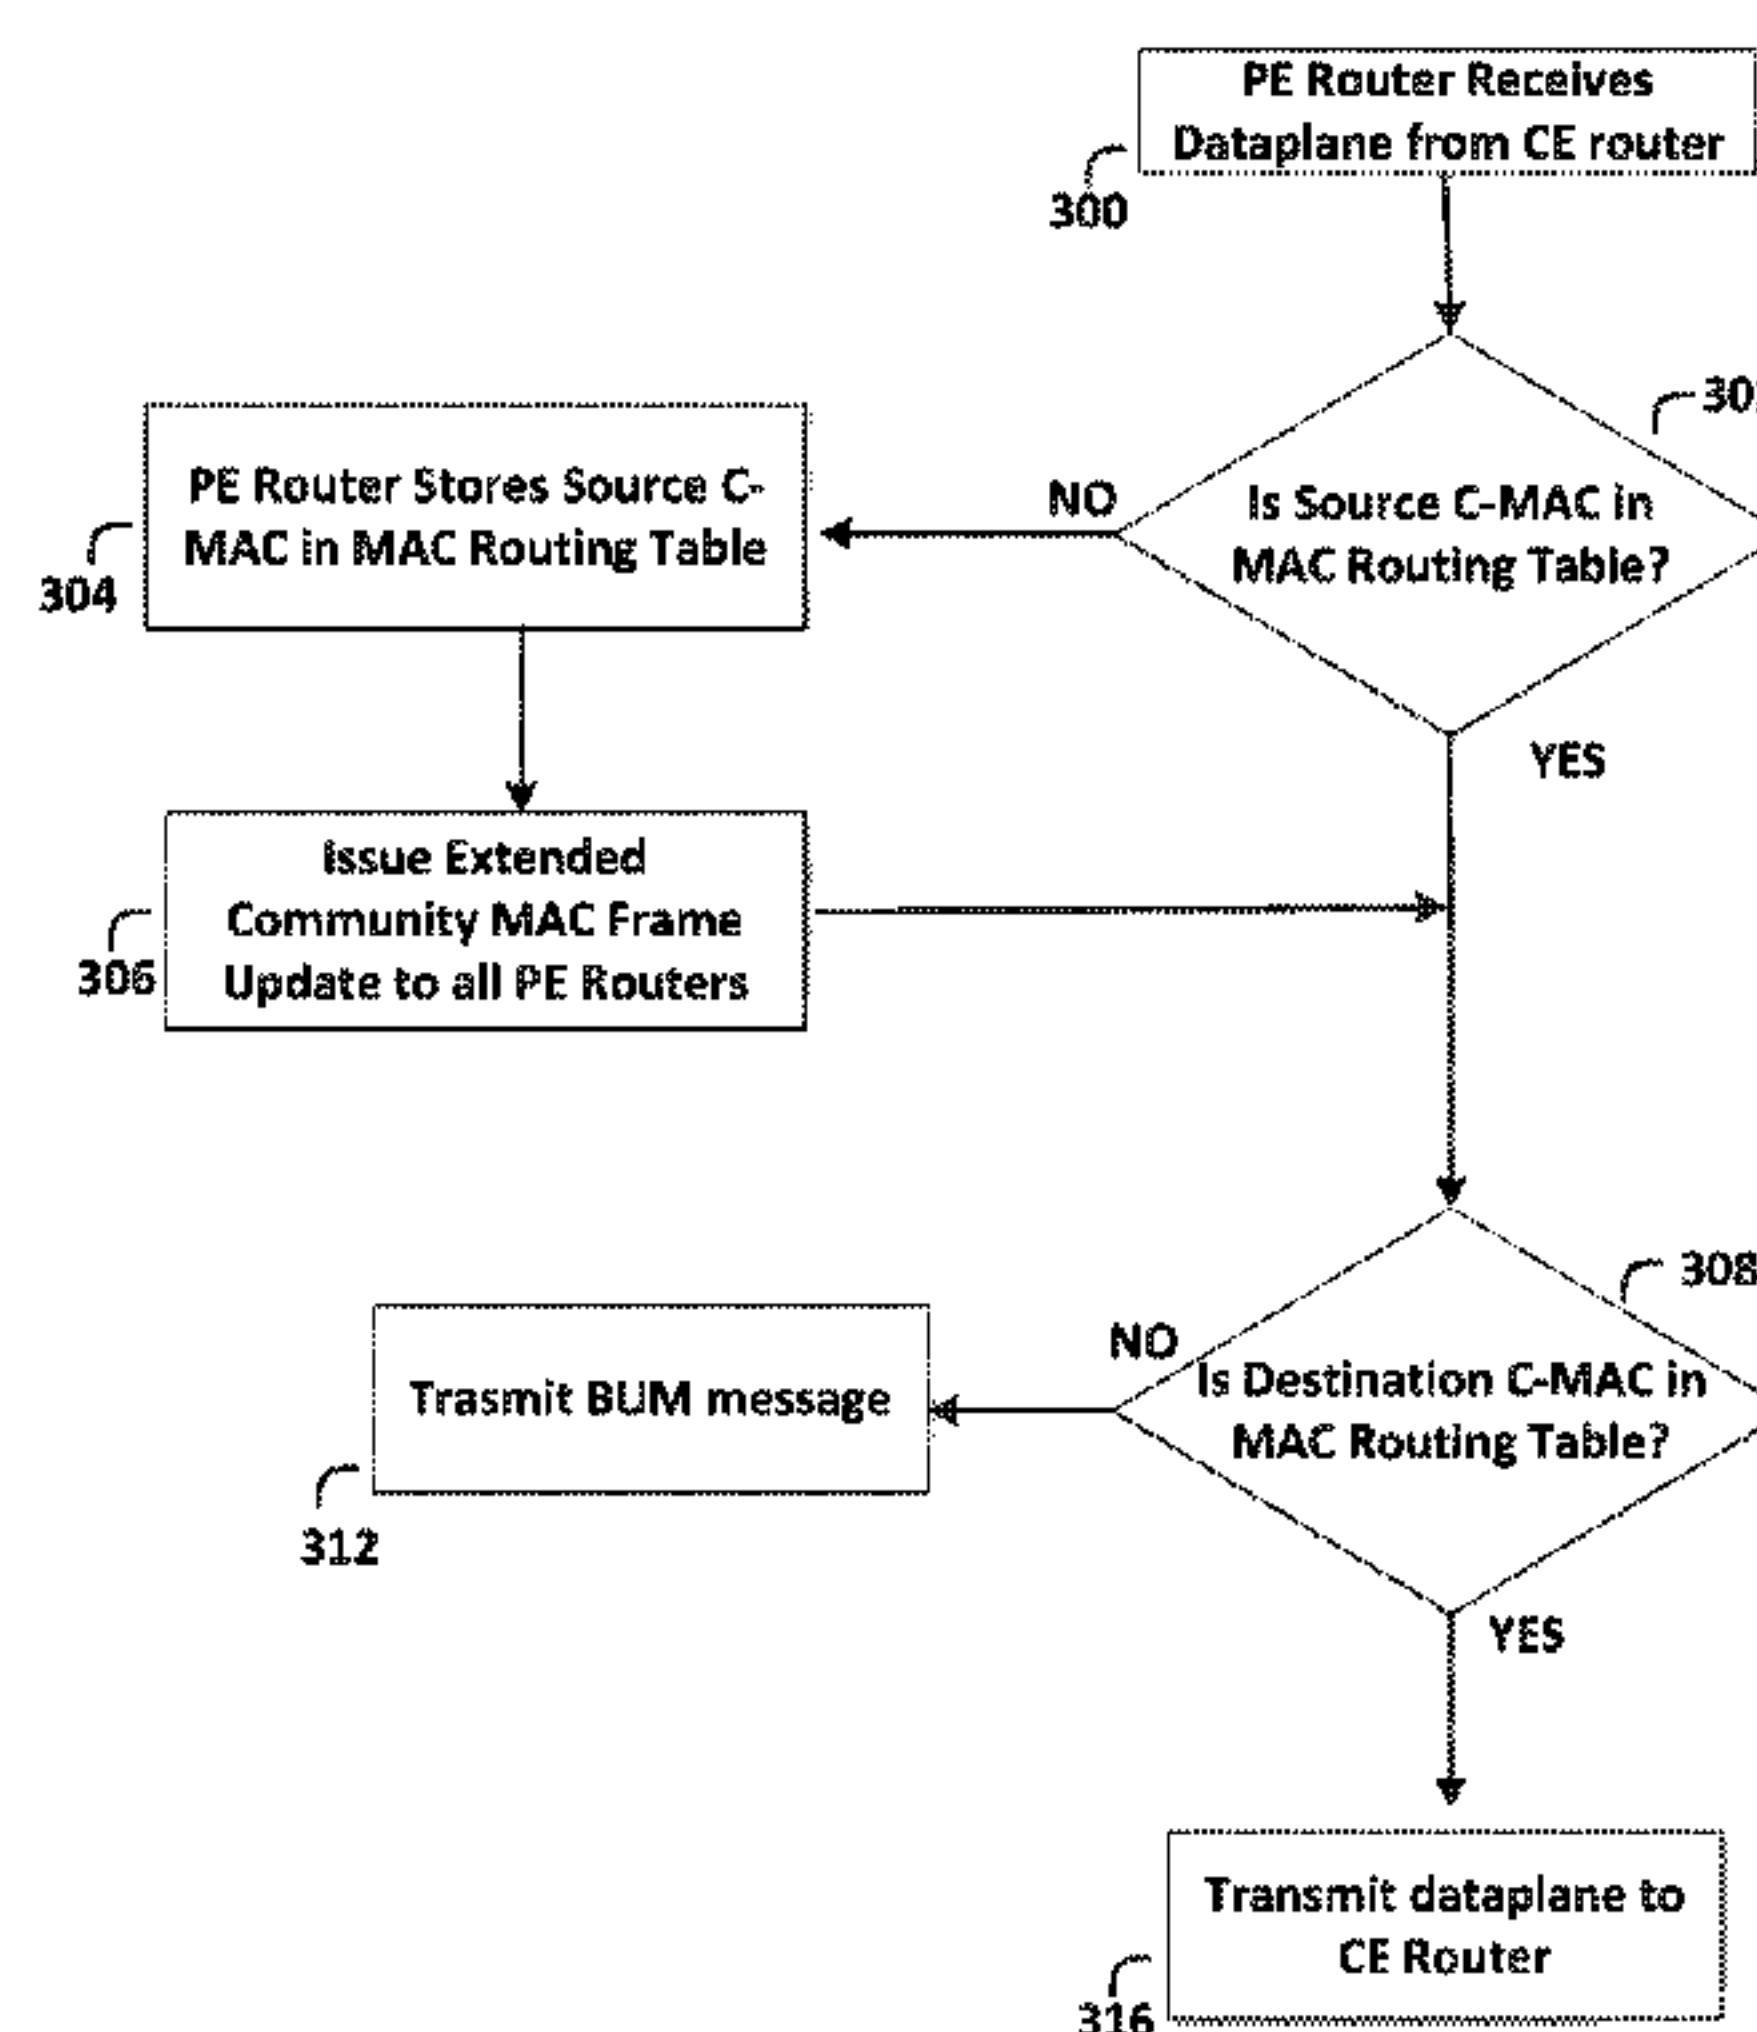 PE Router Receives
Dataplane from CE router
300
Is Source C-MAC in
MAC Routing Table?
NO
YES
PE Router Stores Source C-
MAC in MAC Routing Table
304
Issue Extended
Community MAC Frame
Update to all PE Routers
306
308
Is Destination C-MAC in
MAC Routing Table?
NO
YES
Trasmit BUM message
312
Transmit dataplane to
CE Router
316